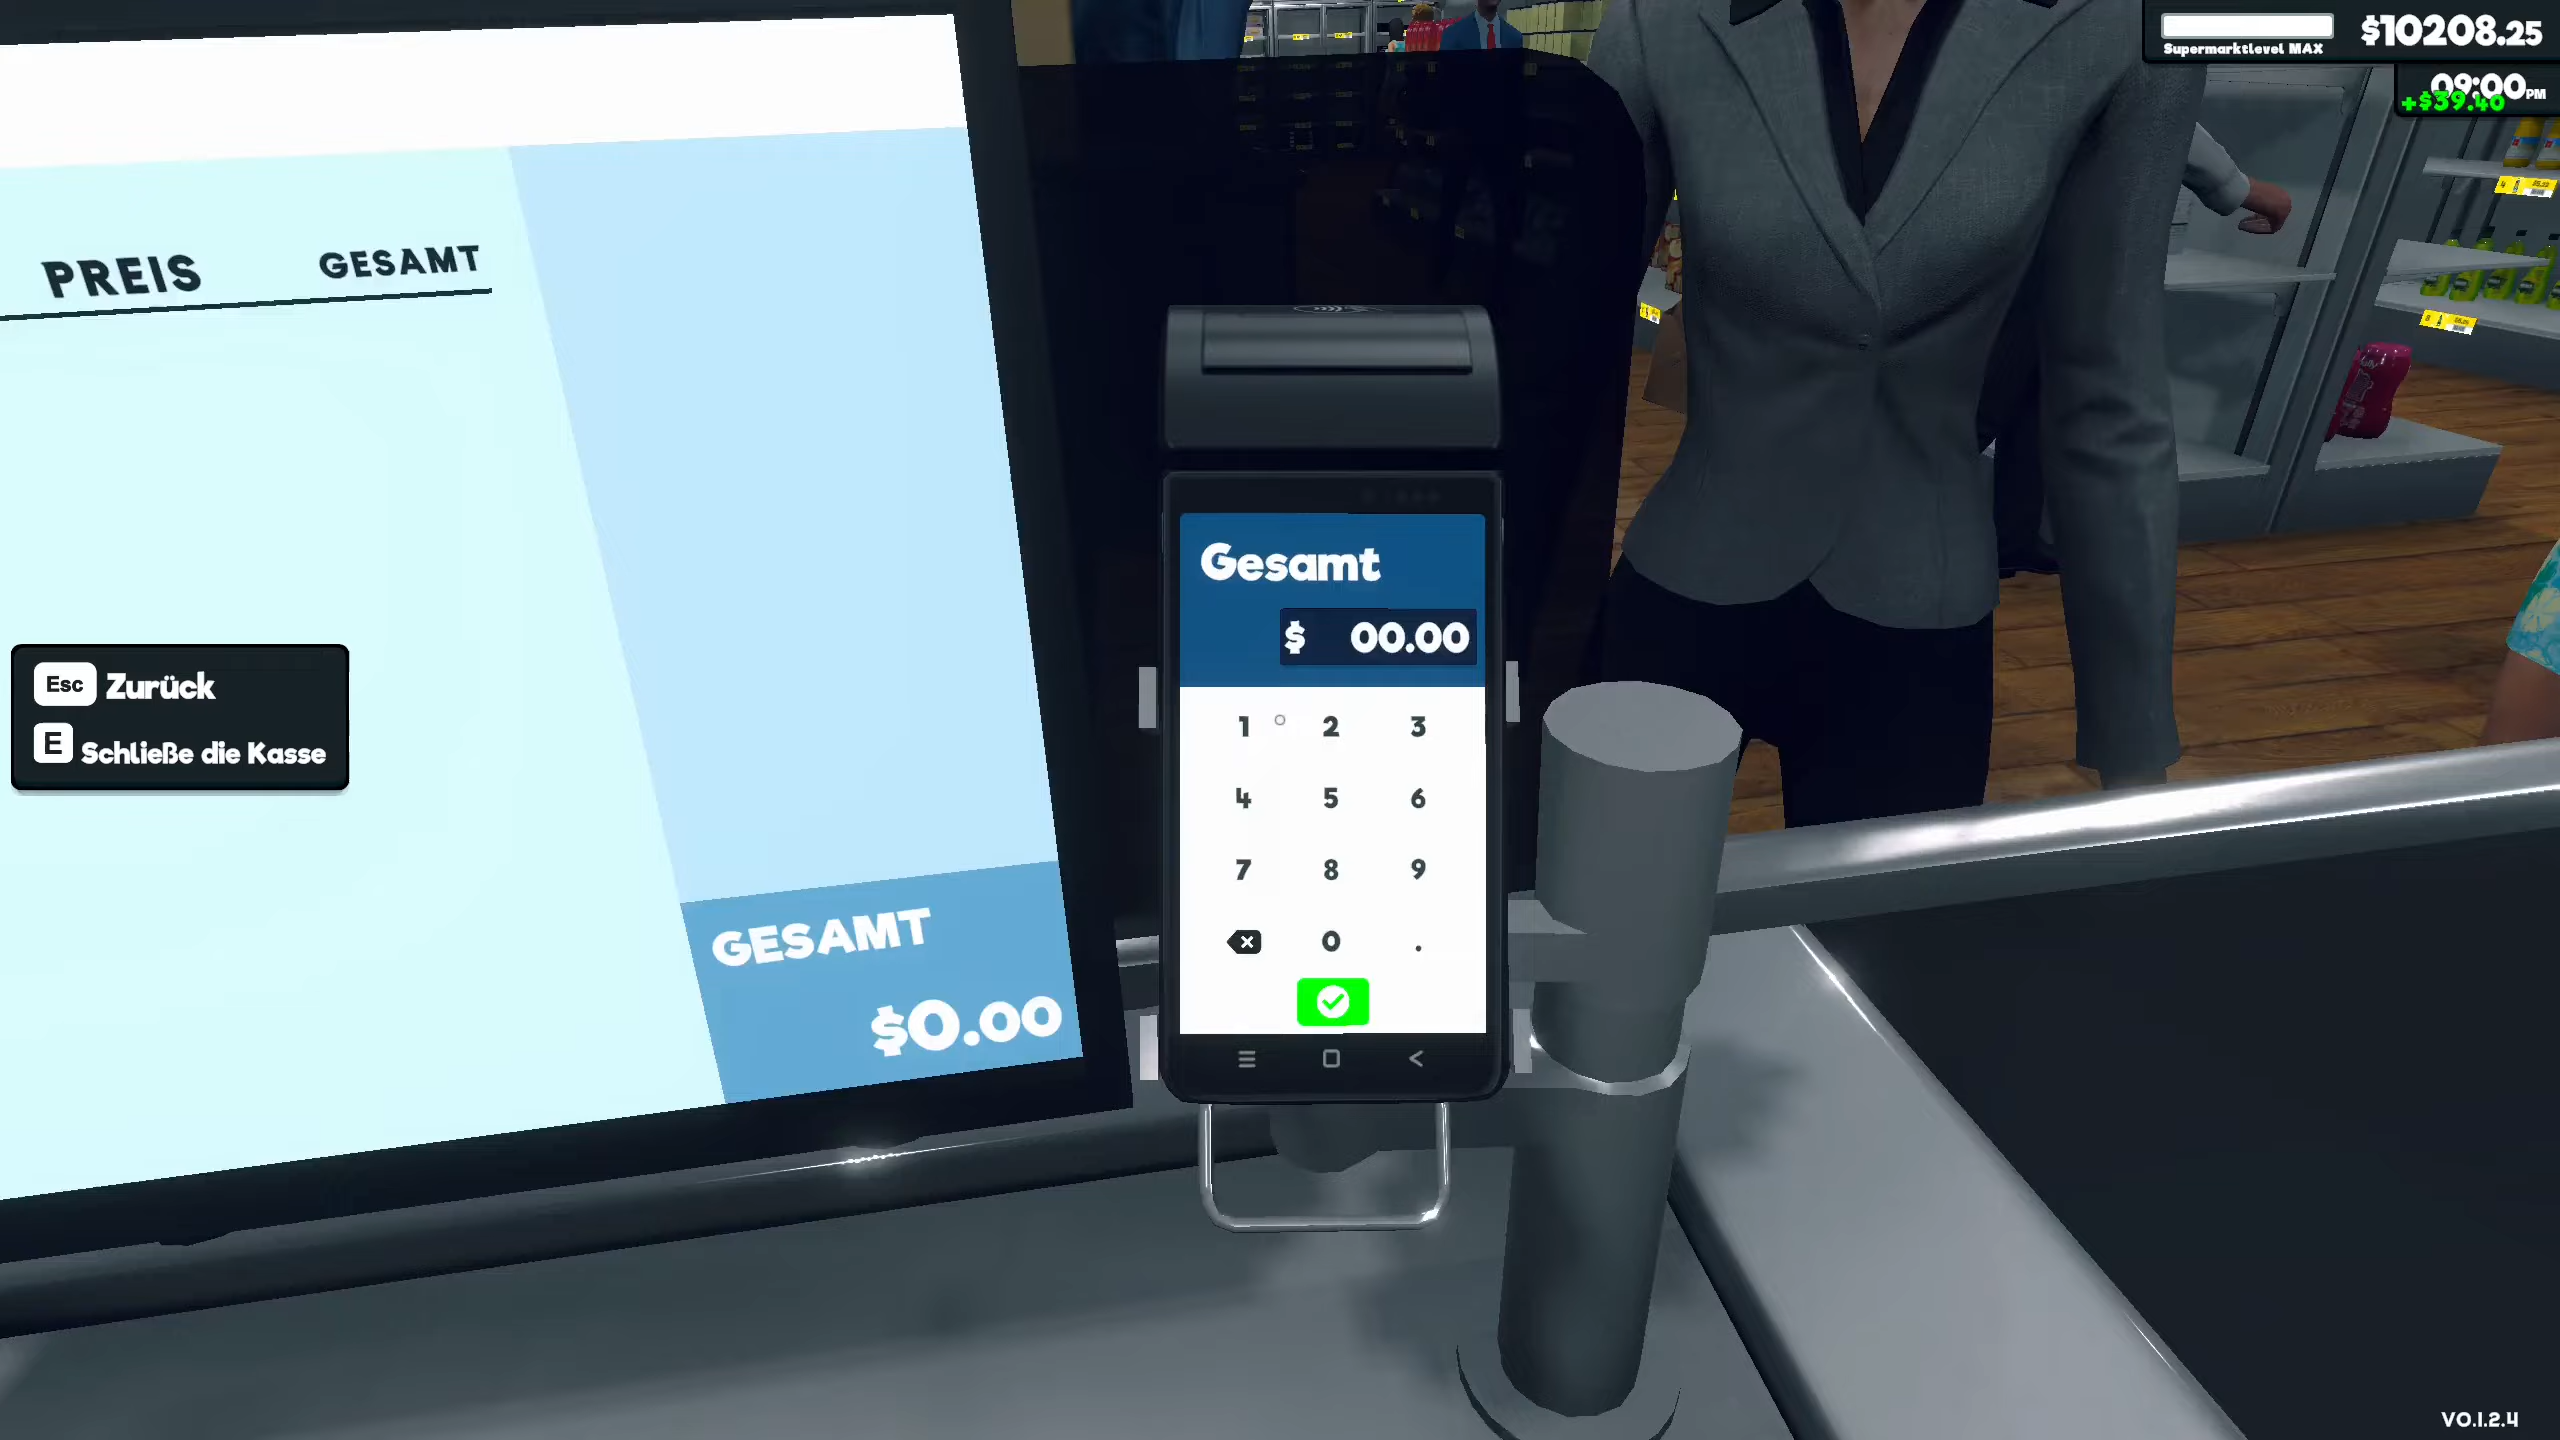 Supermarktlevel MAX
$10208.25
09:00PM
+$39.40
PREIS GESAMT
Gesamt
$ 00.00
1 2 3
4 5 6
7 8 9
0 .
Esc Zurück
E Schließe die Kasse
GESAMT
$0.00
V0.1.2.4